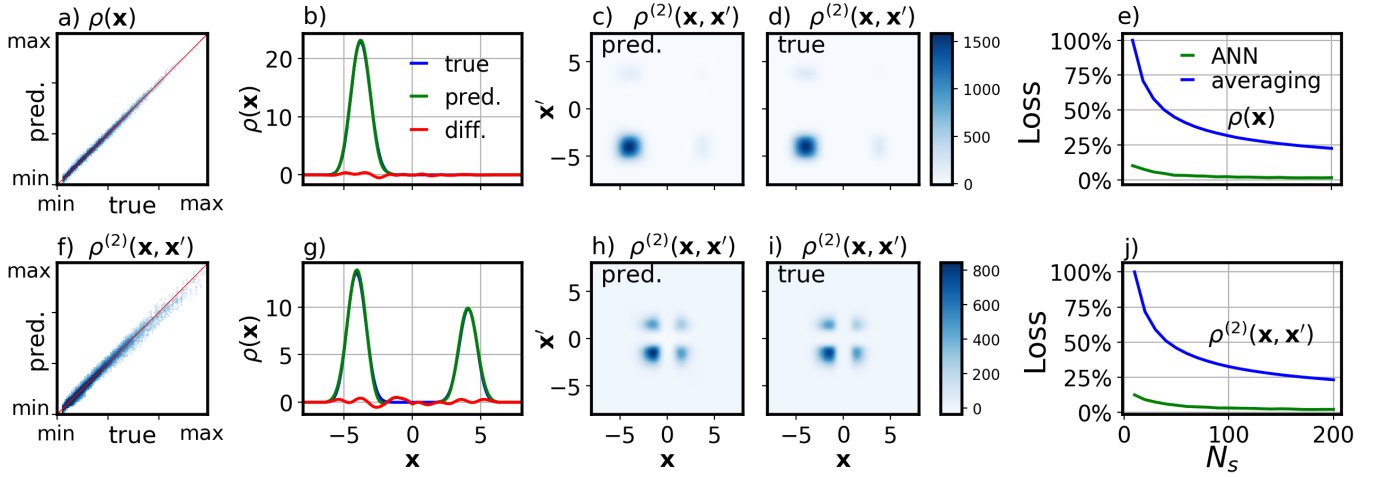 a) ρ(x)
max
pred.
min
min true max
b)
ρ(x)
20
10
0
true
pred.
diff.
c) ρ⁽²⁾(x, x′)
pred.
x′
5
0
−5
d) ρ⁽²⁾(x, x′)
true
1500
1000
500
0
e)
Loss
100%
75%
50%
25%
0%
ANN
averaging
ρ(x)
f) ρ⁽²⁾(x, x′)
max
pred.
min
min true max
g)
ρ(x)
10
5
0
−5 0 5
x
h) ρ⁽²⁾(x, x′)
pred.
x′
5
0
−5
−5 0 5
x
i) ρ⁽²⁾(x, x′)
true
−5 0 5
x
800
600
400
200
0
j)
Loss
100%
75%
50%
25%
0%
ρ⁽²⁾(x, x′)
0 100 200
Nₛ